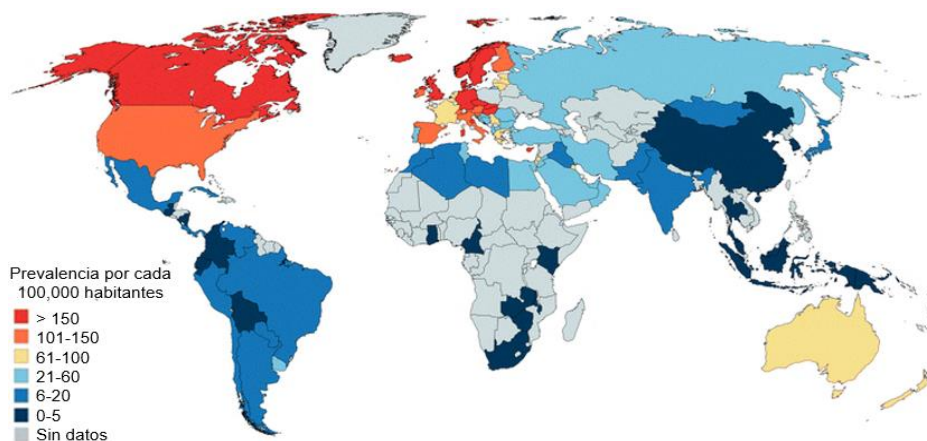 Prevalencia por cada
100,000 habitantes
> 150
101-150
61-100
21-60
6-20
0-5
Sin datos